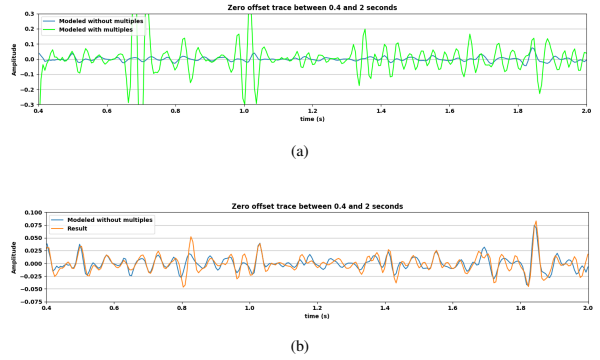 Zero offset trace between 0.4 and 2 seconds
Modeled without multiples
Modeled with multiples
Amplitude
0.3
0.2
0.1
0.0
−0.1
−0.2
−0.3
0.4 0.6 0.8 1.0 1.2 1.4 1.6 1.8 2.0
time (s)
(a)
Zero offset trace between 0.4 and 2 seconds
Modeled without multiples
Result
Amplitude
0.100
0.075
0.050
0.025
0.000
−0.025
−0.050
−0.075
0.4 0.6 0.8 1.0 1.2 1.4 1.6 1.8 2.0
time (s)
(b)